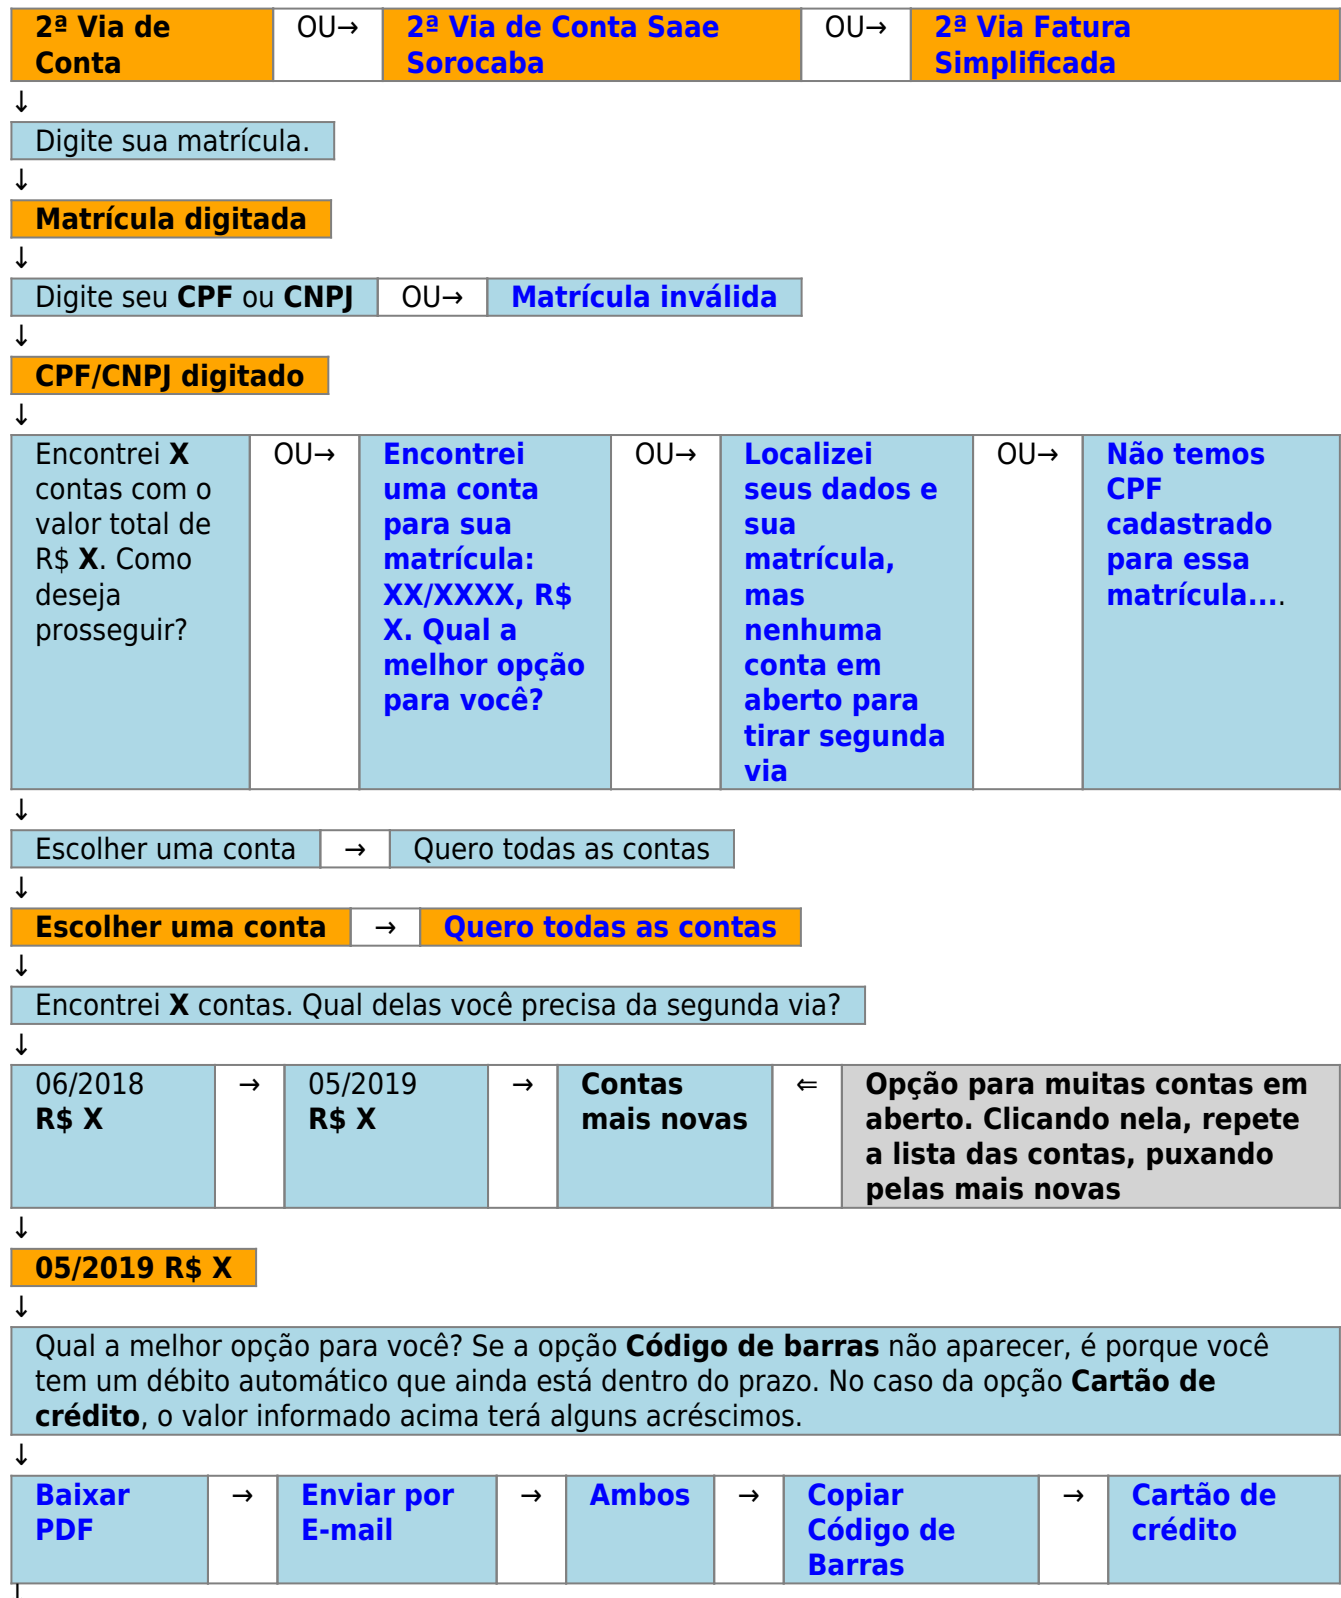 2ª Via de Conta OU→ 2ª Via de Conta Saae Sorocaba OU→ 2ª Via Fatura Simplificada
↓
Digite sua matrícula.
↓
Matrícula digitada
↓
Digite seu CPF ou CNPJ OU→ Matrícula inválida
↓
CPF/CNPJ digitado
↓
Encontrei X
contas com o
valor total de
R$ X. Como
deseja
prosseguir?
OU→
Encontrei
uma conta
para sua
matrícula:
XX/XXXX, R$
X. Qual a
melhor opção
para você?
OU→
Localizei
seus dados e
sua
matrícula,
mas
nenhuma
conta em
aberto para
tirar segunda
via
OU→
Não temos
CPF
cadastrado
para essa
matrícula....
↓
Escolher uma conta → Quero todas as contas
↓
Escolher uma conta → Quero todas as contas
↓
Encontrei X contas. Qual delas você precisa da segunda via?
↓
06/2018
R$ X
→
05/2019
R$ X
→
Contas
mais novas
⇐
Opção para muitas contas em
aberto. Clicando nela, repete
a lista das contas, puxando
pelas mais novas
↓
05/2019 R$ X
↓
Qual a melhor opção para você? Se a opção Código de barras não aparecer, é porque você
tem um débito automático que ainda está dentro do prazo. No caso da opção Cartão de
crédito, o valor informado acima terá alguns acréscimos.
↓
Baixar
PDF
→
Enviar por
E-mail
→
Ambos
→
Copiar
Código de
Barras
→
Cartão de
crédito